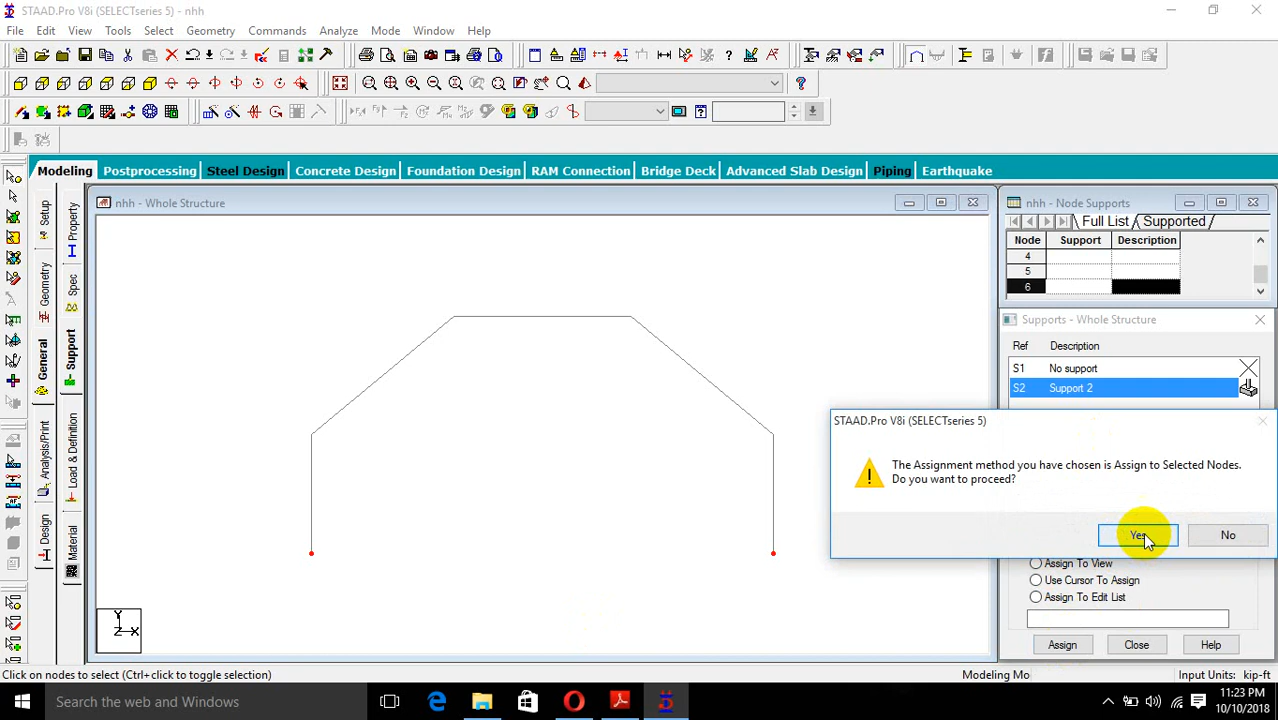 STAAD.Pro V8i (SELECTseries 5) - nhh
File Edit View Tools Select Geometry Commands Analyze Mode Window Help
Modeling Postprocessing Steel Design Concrete Design Foundation Design RAM Connection Bridge Deck Advanced Slab Design Piping Earthquake
nhh - Whole Structure
nhh - Node Supports
Full List Supported
Node Support Description
4
5
6
Supports - Whole Structure
Ref Description
S1 No support
S2 Support 2
STAAD.Pro V8i (SELECTseries 5)
The Assignment method you have chosen is Assign to Selected Nodes.
Do you want to proceed?
Yes No
Assign To View
Use Cursor To Assign
Assign To Edit List
Assign Close Help
Setup
Geometry
General
Analysis/Print
Design
Property
Spec
Support
Load & Definition
Material
Y
Z X
Click on nodes to select (Ctrl+click to toggle selection)
Modeling Mo
Input Units: kip-ft
Search the web and Windows
11:23 PM
10/10/2018